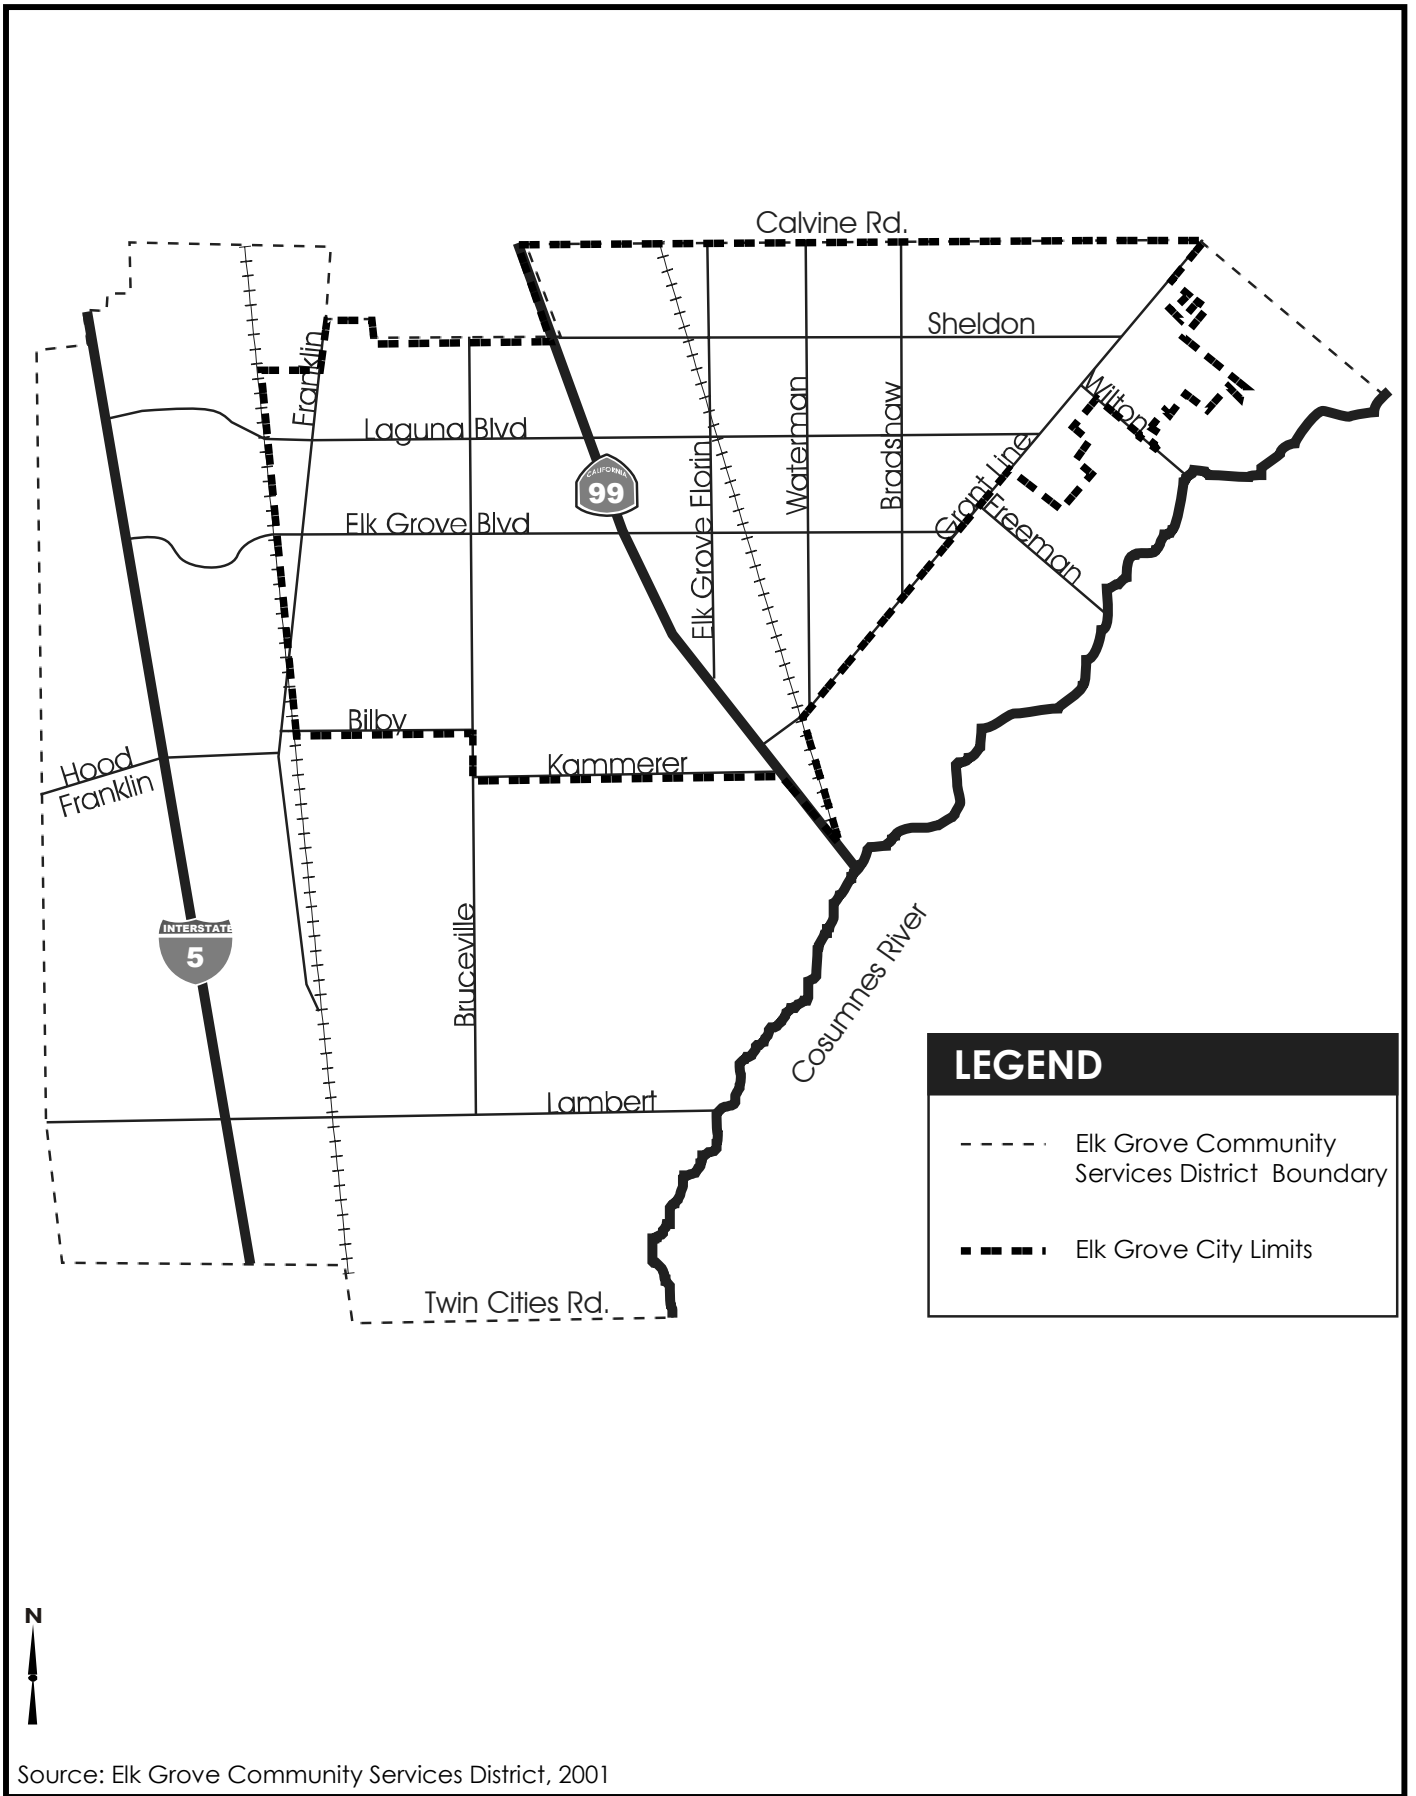 Calvine Rd.
Sheldon
Franklin
Wilton
Laguna Blvd
Waterman
Bradshaw
Elk Grove Florin
Grant Line
CALIFORNIA
99
Elk Grove Blvd
Freeman
Bilby
Kammerer
Hood
Franklin
INTERSTATE
5
Bruceville
Cosumnes River
Lambert
Twin Cities Rd.
LEGEND
Elk Grove Community
Services District Boundary
Elk Grove City Limits
N
Source: Elk Grove Community Services District, 2001